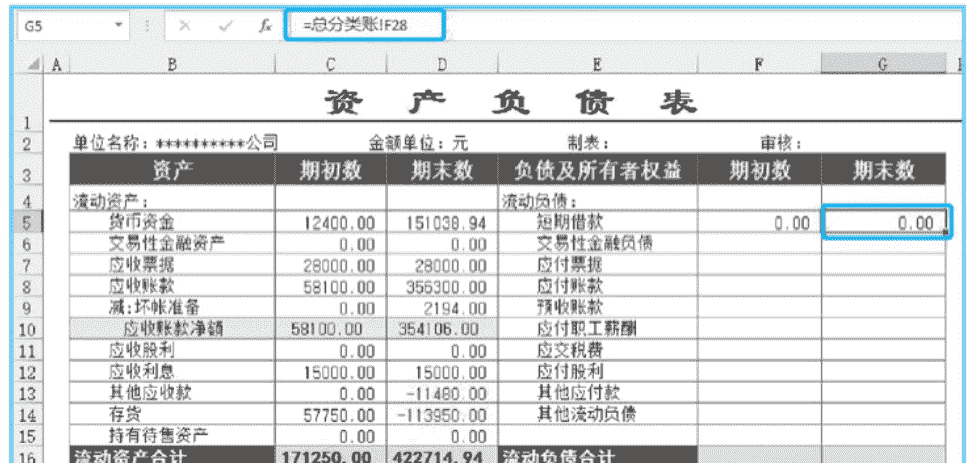 G5 fx =总分类账!F28
A B C D E F G
1 资 产 负 债 表
2 单位名称：**********公司 金额单位：元 制表： 审核：
3 资产 期初数 期末数 负债及所有者权益 期初数 期末数
4 流动资产： 流动负债：
5 货币资金 12400.00 151038.94 短期借款 0.00 0.00
6 交易性金融资产 0.00 0.00 交易性金融负债
7 应收票据 28000.00 28000.00 应付票据
8 应收账款 58100.00 356300.00 应付账款
9 减:坏帐准备 0.00 2194.00 预收账款
10 应收账款净额 58100.00 354106.00 应付职工薪酬
11 应收股利 0.00 0.00 应交税费
12 应收利息 15000.00 15000.00 应付股利
13 其他应收款 0.00 -11480.00 其他应付款
14 存货 57750.00 -113950.00 其他流动负债
15 持有待售资产 0.00 0.00
16 流动资产合计 171250.00 422714.94 流动负债合计